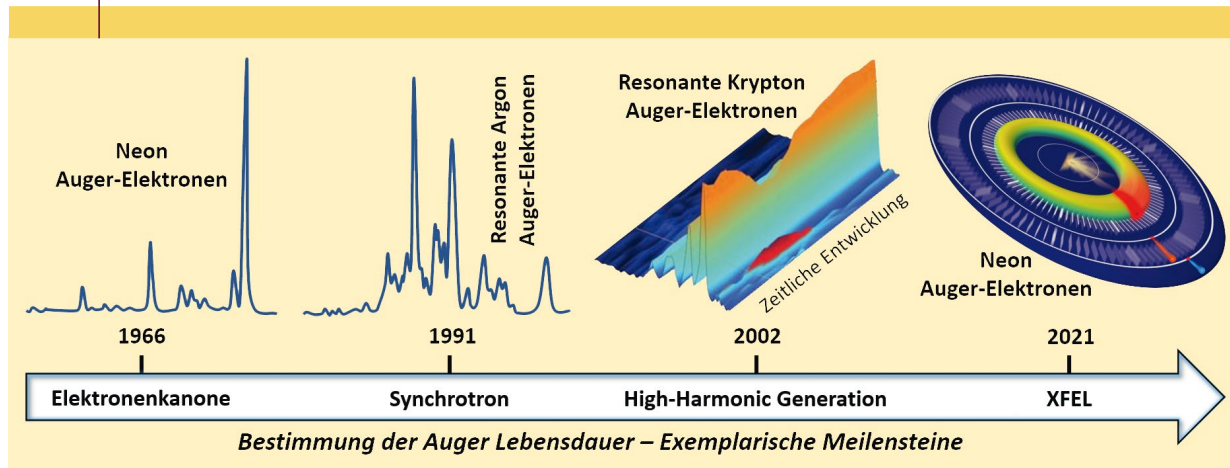 Neon
Auger-Elektronen
Resonante Argon
Auger-Elektronen
Resonante Krypton
Auger-Elektronen
Zeitliche Entwicklung
Neon
Auger-Elektronen
1966
1991
2002
2021
Elektronenkanone
Synchrotron
High-Harmonic Generation
XFEL
Bestimmung der Auger Lebensdauer – Exemplarische Meilensteine